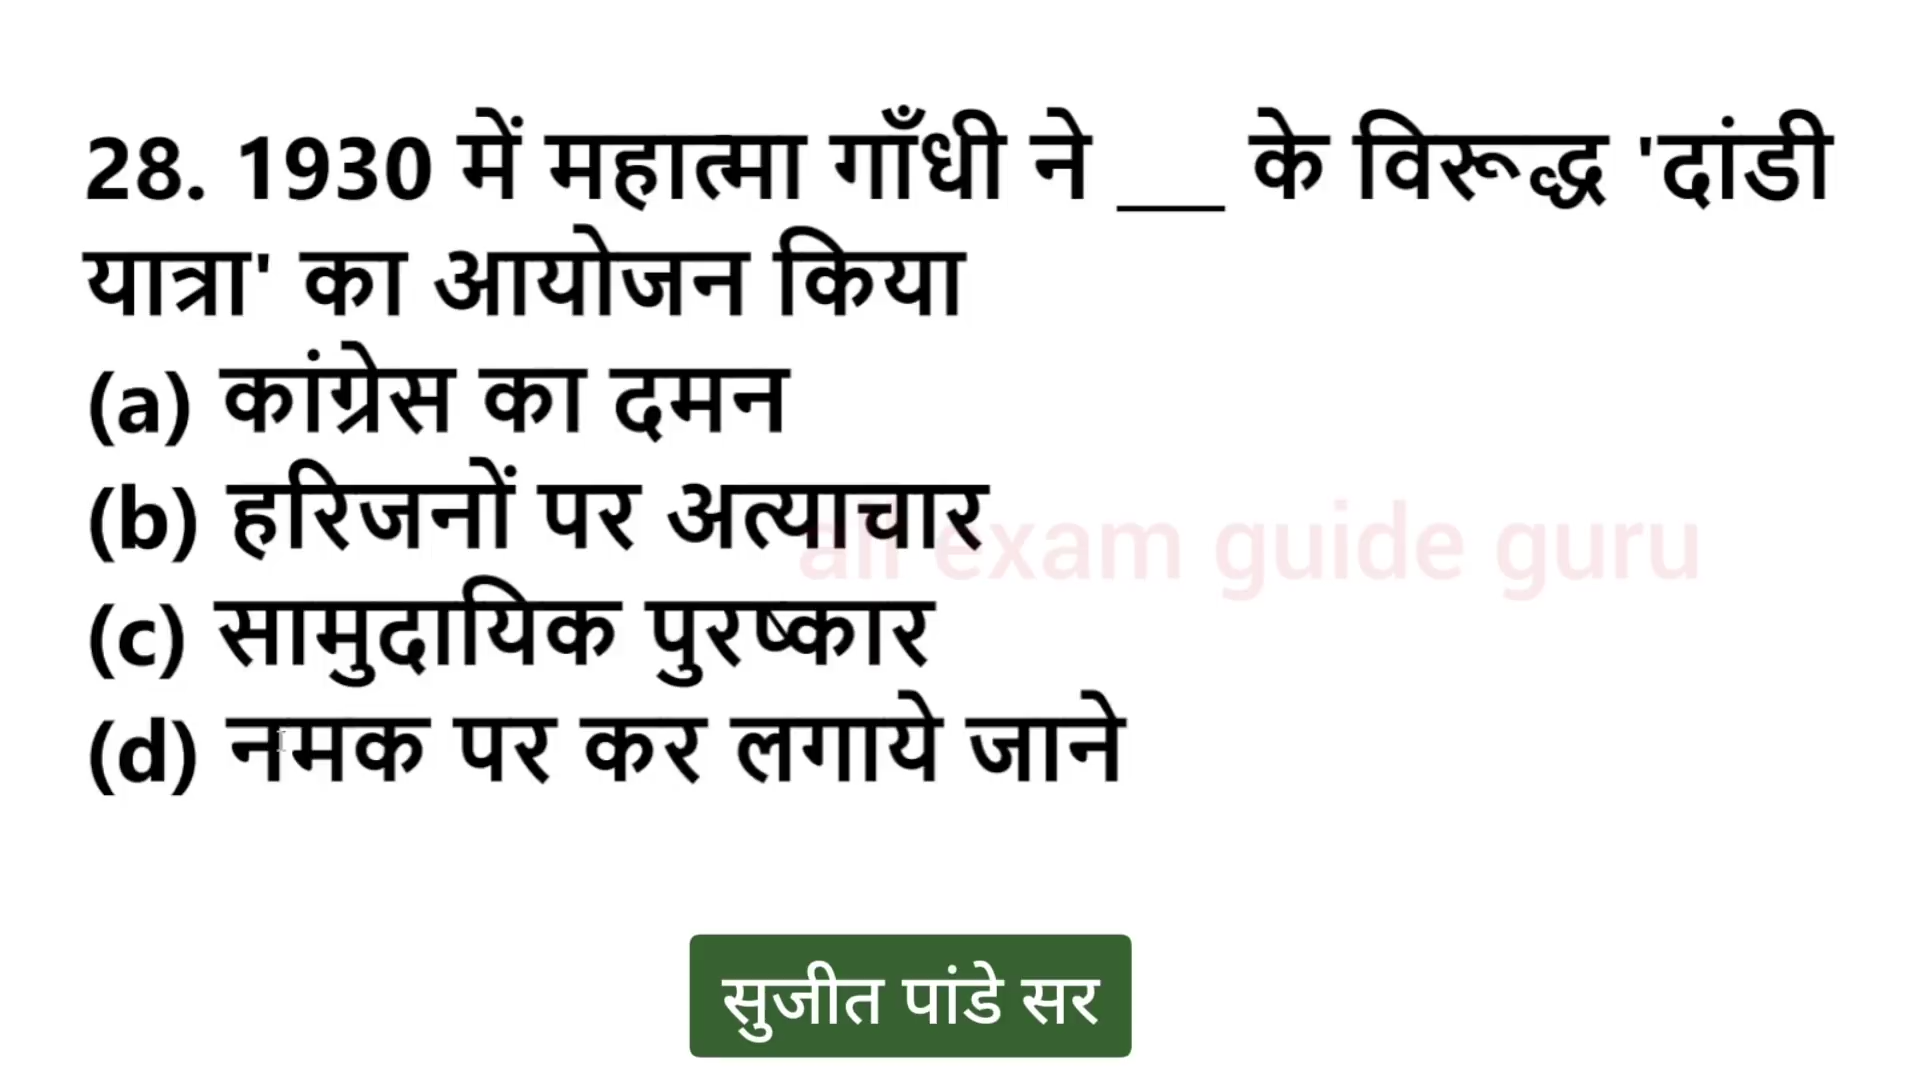 28. 1930 में महात्मा गाँधी ने ___ के विरूद्ध 'दांडी
यात्रा' का आयोजन किया
(a) कांग्रेस का दमन
(b) हरिजनों पर अत्याचार
all exam guide guru
(c) सामुदायिक पुरष्कार
(d) नमक पर कर लगाये जाने
सुजीत पांडे सर